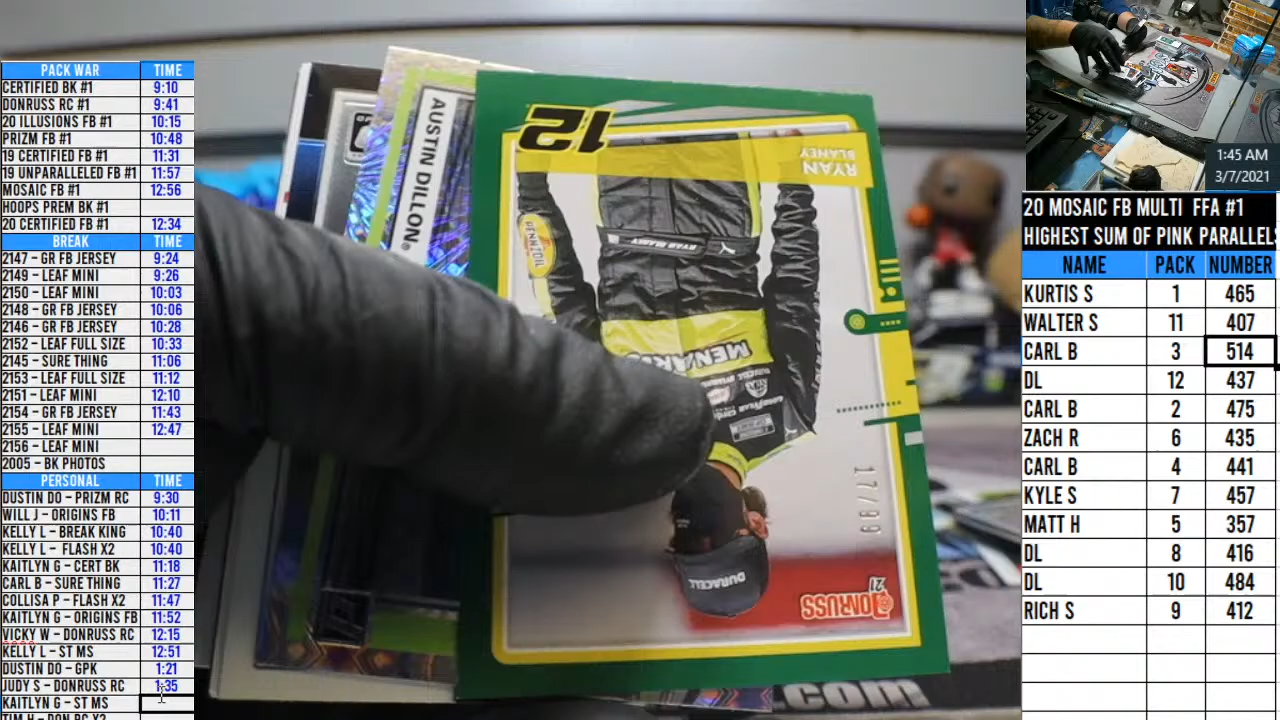 PACK WAR TIME
CERTIFIED BK #1 9:10
DONRUSS RC #1 9:41
20 ILLUSIONS FB #1 10:15
PRIZM FB #1 10:48
19 CERTIFIED FB #1 11:31
19 UNPARALLELED FB #1 11:57
MOSAIC FB #1 12:56
HOOPS PREM BK #1
20 CERTIFIED FB #1 12:34
BREAK TIME
2147 - GR FB JERSEY 9:24
2149 - LEAF MINI 9:26
2150 - LEAF MINI 10:03
2148 - GR FB JERSEY 10:06
2146 - GR FB JERSEY 10:28
2152 - LEAF FULL SIZE 10:33
2145 - SURE THING 11:06
2153 - LEAF FULL SIZE 11:12
2151 - LEAF MINI 12:10
2154 - GR FB JERSEY 11:43
2155 - LEAF MINI 12:47
2156 - LEAF MINI
2005 - BK PHOTOS
PERSONAL TIME
DUSTIN DO - PRIZM RC 9:30
WILL J - ORIGINS FB 10:11
KELLY L - BREAK KING 10:40
KELLY L - FLASH X2 10:40
KAITLYN G - CERT BK 11:18
CARL B - SURE THING 11:27
COLLISA P - FLASH X2 11:47
KAITLYN G - ORIGINS FB 11:52
VICKY W - DONRUSS RC 12:15
KELLY L - ST MS 12:51
DUSTIN DO - GPK 1:21
JUDY S - DONRUSS RC 1:35
KAITLYN G - ST MS
AUSTIN DILLON
12
RYAN
BLANEY
PENNZOIL
RYAN BLANEY
MENARDS
17/99
DURACELL
21
DONRUSS
.com
1:45 AM
3/7/2021
20 MOSAIC FB MULTI FFA #1
HIGHEST SUM OF PINK PARALLELS
NAME PACK NUMBER
KURTIS S 1 465
WALTER S 11 407
CARL B 3 514
DL 12 437
CARL B 2 475
ZACH R 6 435
CARL B 4 441
KYLE S 7 457
MATT H 5 357
DL 8 416
DL 10 484
RICH S 9 412